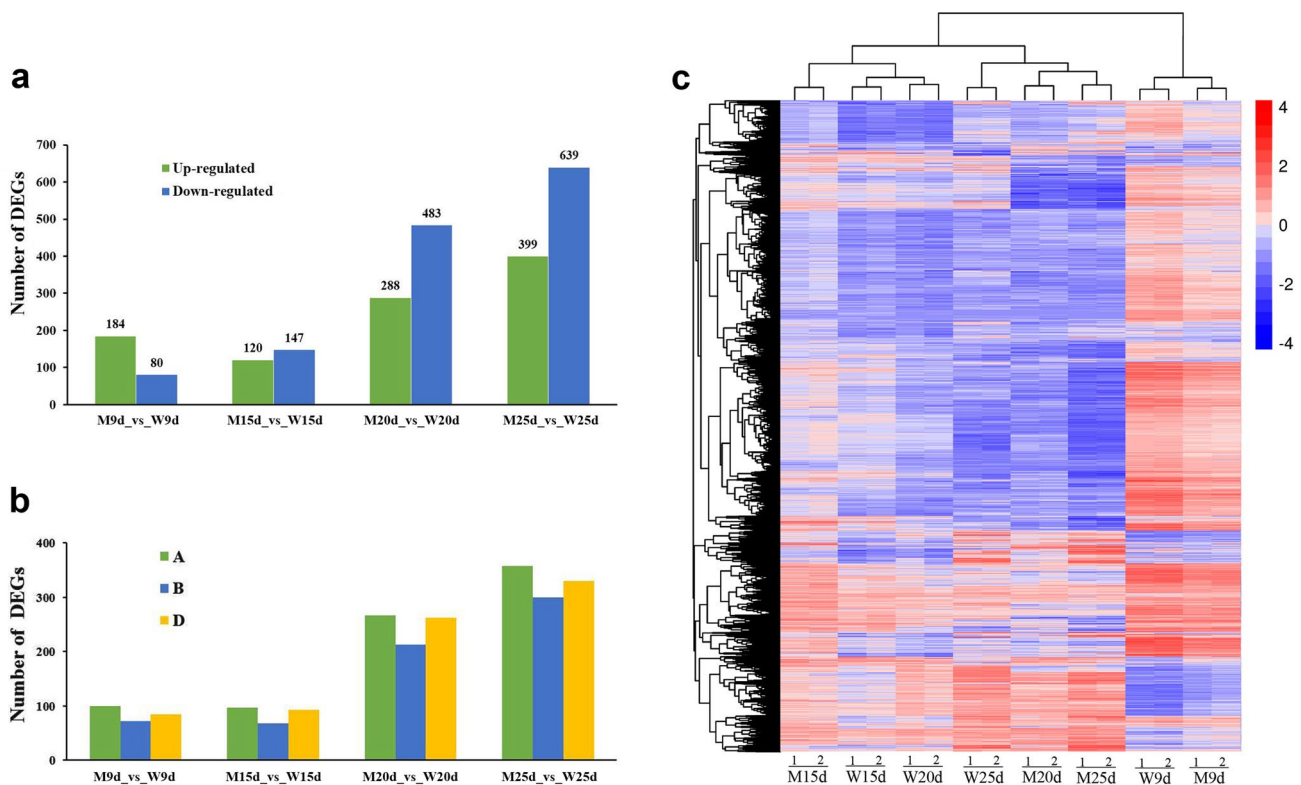 a
Number of DEGs
700
600
500
400
300
200
100
0
Up-regulated
Down-regulated
184
80
120
147
288
483
399
639
M9d_vs_W9d
M15d_vs_W15d
M20d_vs_W20d
M25d_vs_W25d
b
Number of DEGs
400
300
200
100
0
A
B
D
M9d_vs_W9d
M15d_vs_W15d
M20d_vs_W20d
M25d_vs_W25d
c
4
2
0
-2
-4
1 2 1 2 1 2 1 2 1 2 1 2 1 2 1 2
M15d W15d W20d W25d M20d M25d W9d M9d